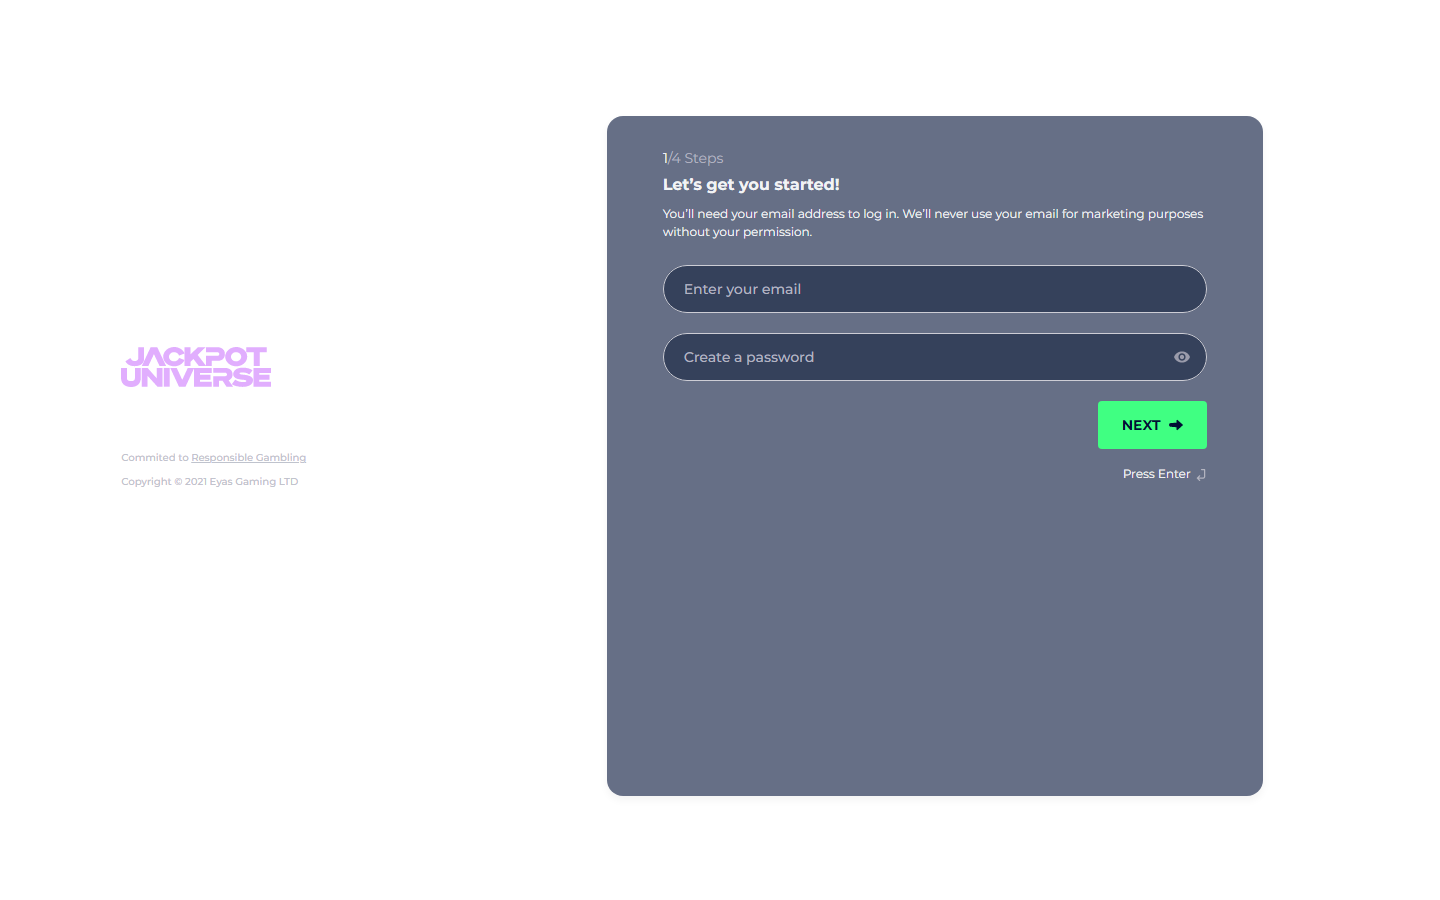 JACKPOT
UNIVERSE
Commited to Responsible Gambling
Copyright © 2021 Eyas Gaming LTD
1/4 Steps
Let’s get you started!
You’ll need your email address to log in. We’ll never use your email for marketing purposes
without your permission.
Enter your email
Create a password
NEXT
Press Enter